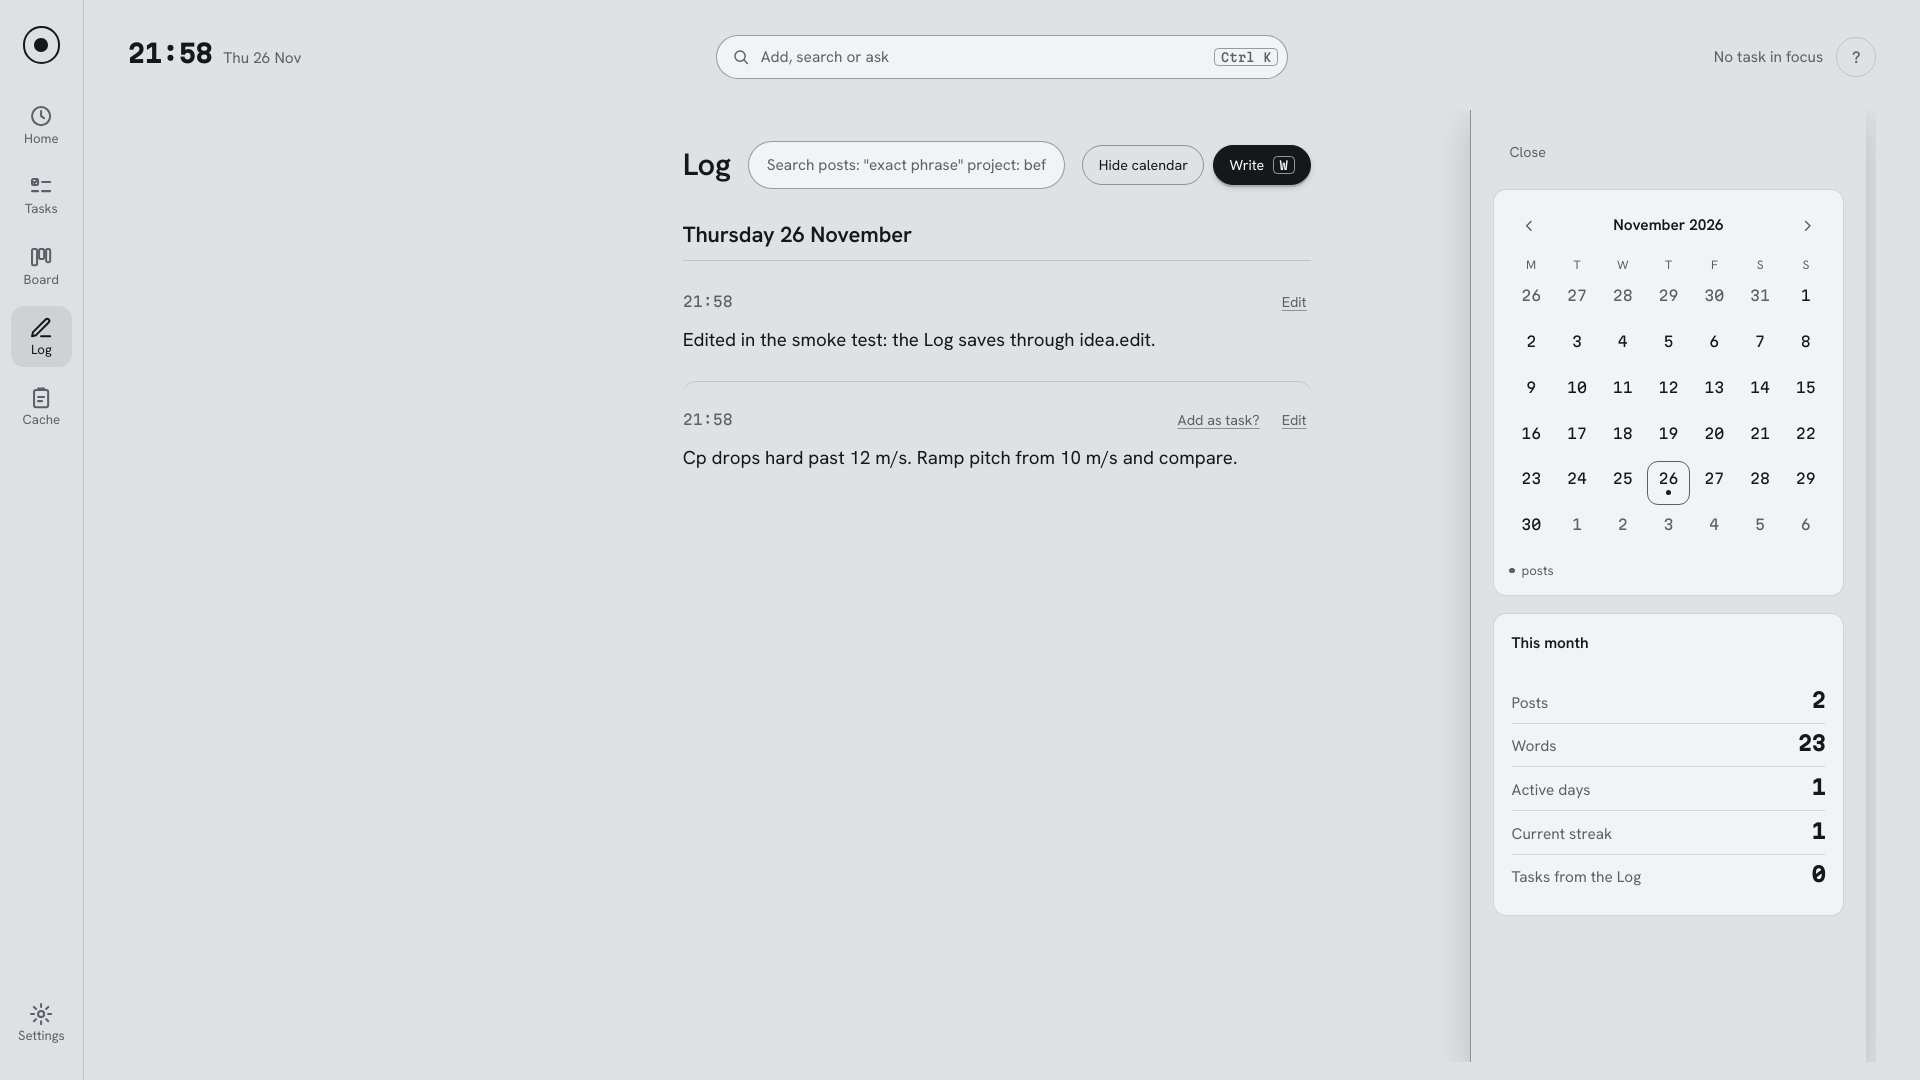 21:58 Thu 26 Nov
Add, search or ask
Ctrl K
No task in focus
?
Home
Tasks
Board
Log
Cache
Settings
Log
Search posts: "exact phrase" project: bef
Hide calendar
Write W
Thursday 26 November
21:58
Edit
Edited in the smoke test: the Log saves through idea.edit.
21:58
Add as task?
Edit
Cp drops hard past 12 m/s. Ramp pitch from 10 m/s and compare.
Close
November 2026
M T W T F S S
26 27 28 29 30 31 1
2 3 4 5 6 7 8
9 10 11 12 13 14 15
16 17 18 19 20 21 22
23 24 25 26 27 28 29
30 1 2 3 4 5 6
posts
This month
Posts 2
Words 23
Active days 1
Current streak 1
Tasks from the Log 0